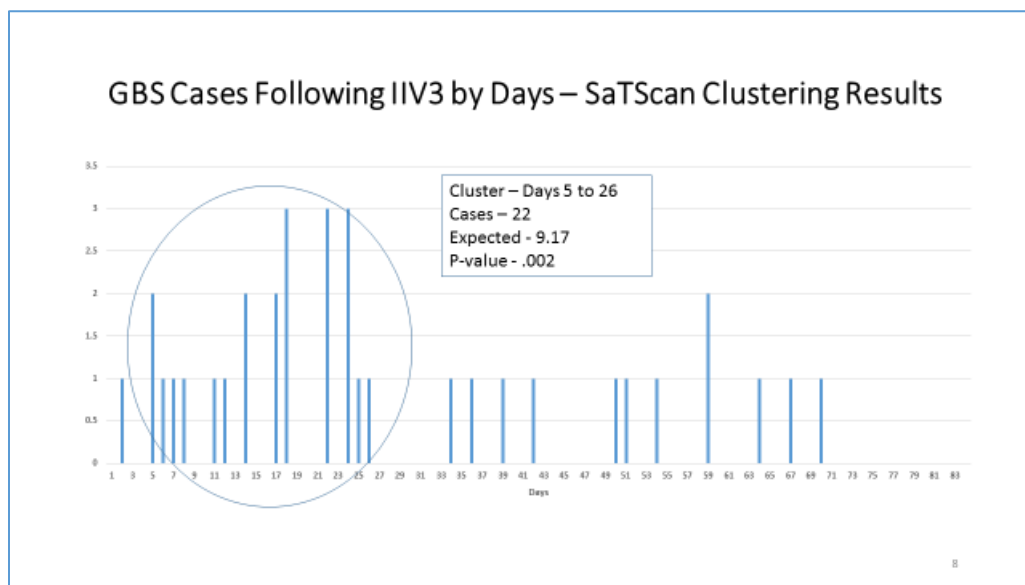 GBS Cases Following IIV3 by Days – SaTScan Clustering Results
3.5
3
2.5
2
1.5
1
0.5
0
Cluster – Days 5 to 26
Cases – 22
Expected - 9.17
P-value - .002
1 3 5 7 9 11 13 15 17 19 21 23 25 27 29 31 33 35 37 39 41 43 45 47 49 51 53 55 57 59 61 63 65 67 69 71 73 75 77 79 81 83
Days
8